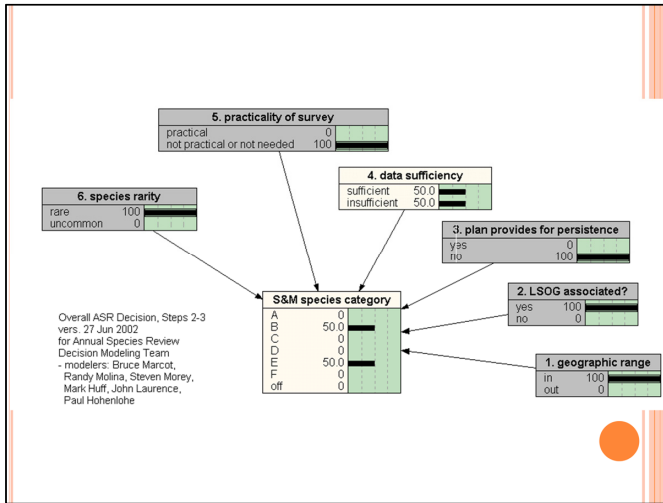 5. practicality of survey
practical 0
not practical or not needed 100
4. data sufficiency
sufficient 50.0
insufficient 50.0
6. species rarity
rare 100
uncommon 0
3. plan provides for persistence
yes 0
no 100
2. LSOG associated?
yes 100
no 0
S&M species category
A 0
B 50.0
C 0
D 0
E 50.0
F 0
off 0
1. geographic range
in 100
out 0
Overall ASR Decision, Steps 2-3
vers. 27 Jun 2002
for Annual Species Review
Decision Modeling Team
- modelers: Bruce Marcot,
Randy Molina, Steven Morey,
Mark Huff, John Laurence,
Paul Hohenlohe